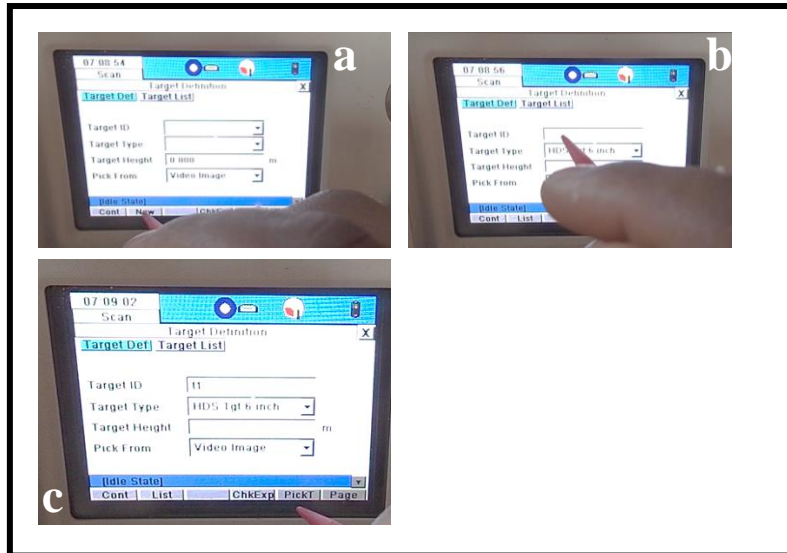 a
07 08 54
Scan
Target Definition X
Target Def Target List
Target ID
Target Type
Target Height 0.000 m
Pick From Video Image
[Idle State]
Cont New
b
07 08 56
Scan
Target Definition X
Target Def Target List
Target ID
Target Type HDS Tgt 6 inch
Target Height
Pick From
[Idle State]
Cont List
07 09 02
Scan
Target Definition X
Target Def Target List
Target ID t1
Target Type HDS Tgt 6 inch
Target Height m
Pick From Video Image
[Idle State]
c
Cont List ChkExp PickT Page